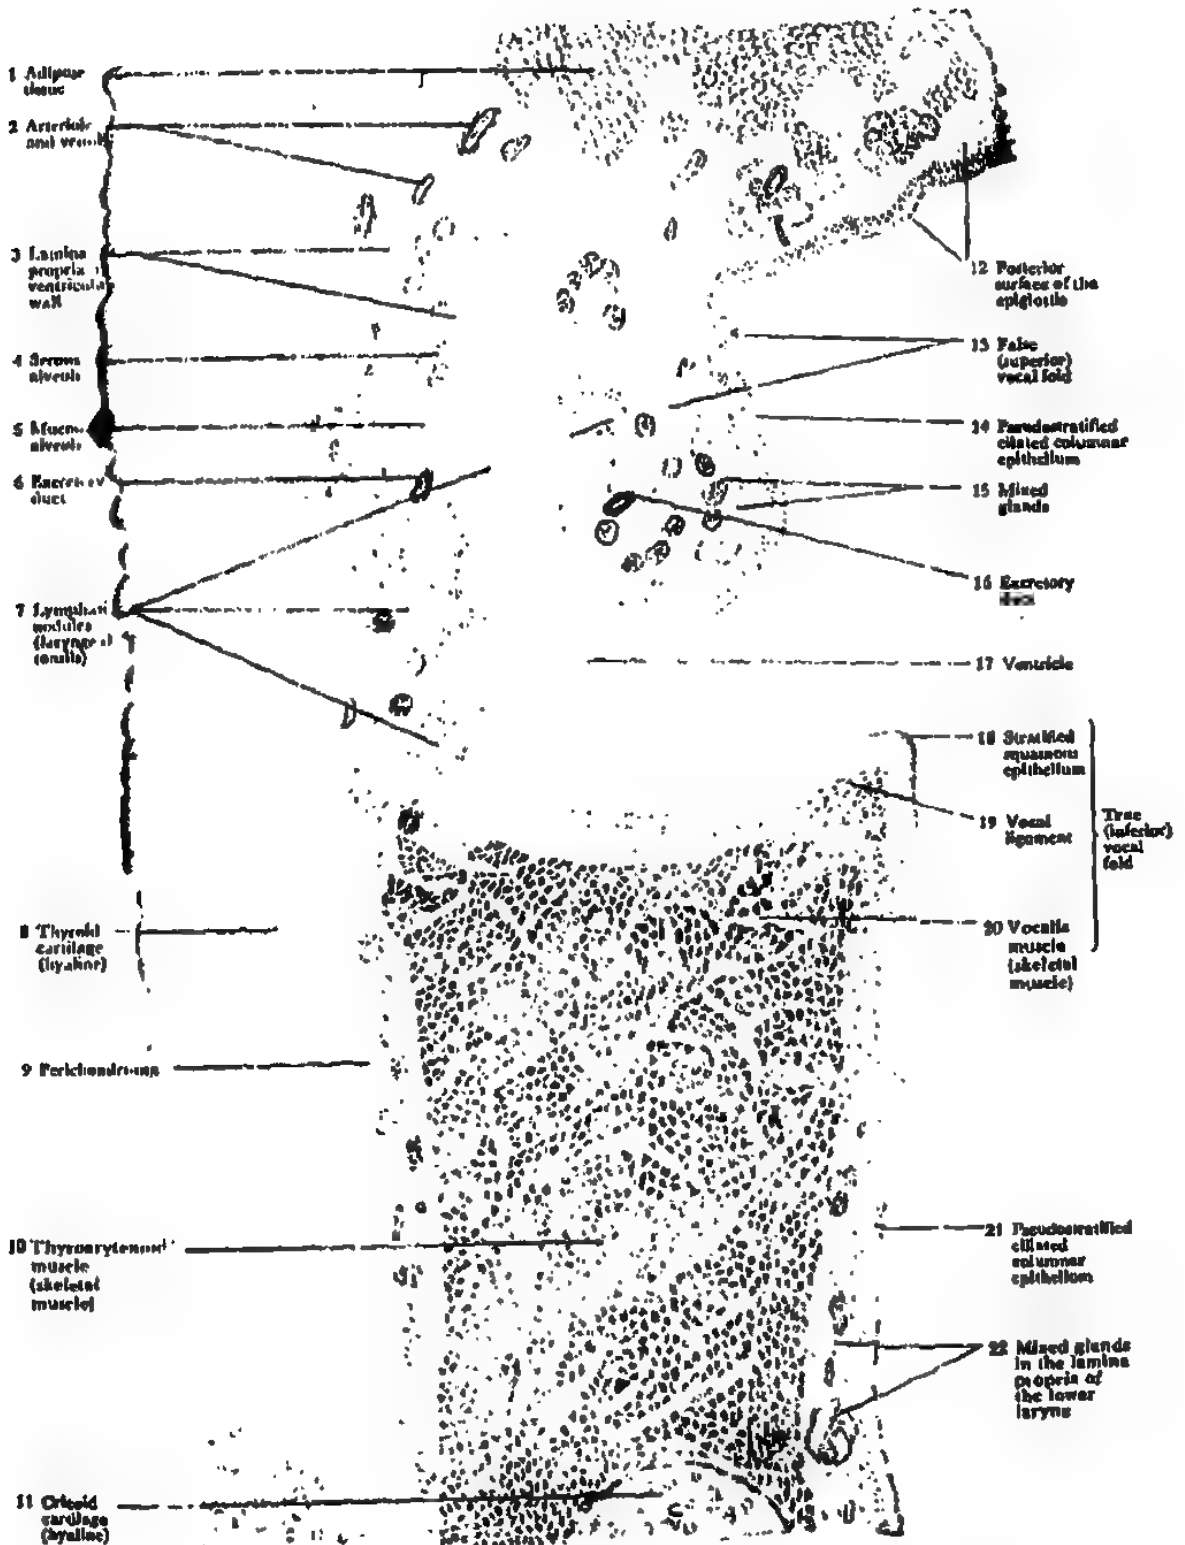 1 Adipose
tissue
2 Arteriole
and venule
3 Lamina
propria
ventricular
wall
4 Serous
alveoli
5 Mucous
alveoli
6 Excretory
duct
7 Lymphatic
nodules
(laryngeal
tonsils)
8 Thyroid
cartilage
(hyaline)
9 Perichondrium
10 Thyroarytenoid
muscle
(skeletal
muscle)
11 Cricoid
cartilage
(hyaline)
12 Posterior
surface of the
epiglottis
13 False
(superior)
vocal fold
14 Pseudostratified
ciliated columnar
epithelium
15 Mixed
glands
16 Excretory
duct
17 Ventricle
18 Stratified
squamous
epithelium
19 Vocal
ligament
True
(inferior)
vocal
fold
20 Vocalis
muscle
(skeletal
muscle)
21 Pseudostratified
ciliated
columnar
epithelium
22 Mixed glands
in the lamina
propria of
the lower
larynx